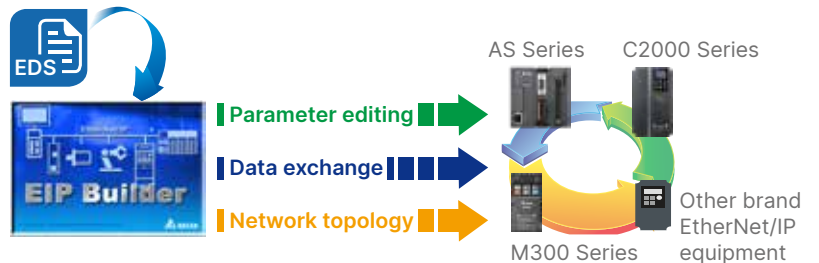 EDS
EIP Builder
Parameter editing
Data exchange
Network topology
AS Series
C2000 Series
M300 Series
Other brand
EtherNet/IP
equipment